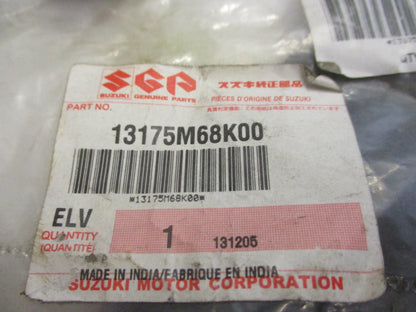 SGP
SUZUKI GENUINE PARTS
スズキ純正部品
PIÈCES D'ORIGINE DE SUZUKI
PART NO.
13175M68K00
*13175M68K00*
ELV
QUANTITY
(QUANTITÉ)
1 131205
MADE IN INDIA/FABRIQUE EN INDIA
SUZUKI MOTOR CORPORATION